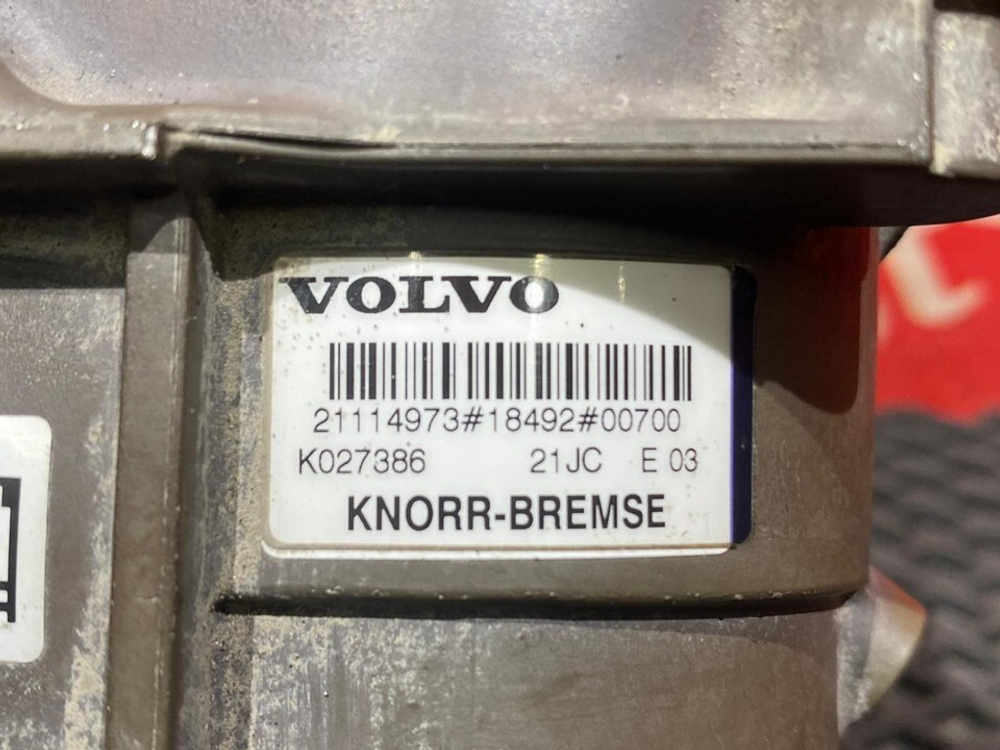 VOLVO
21114973#18492#00700
K027386 21JC E 03
KNORR-BREMSE